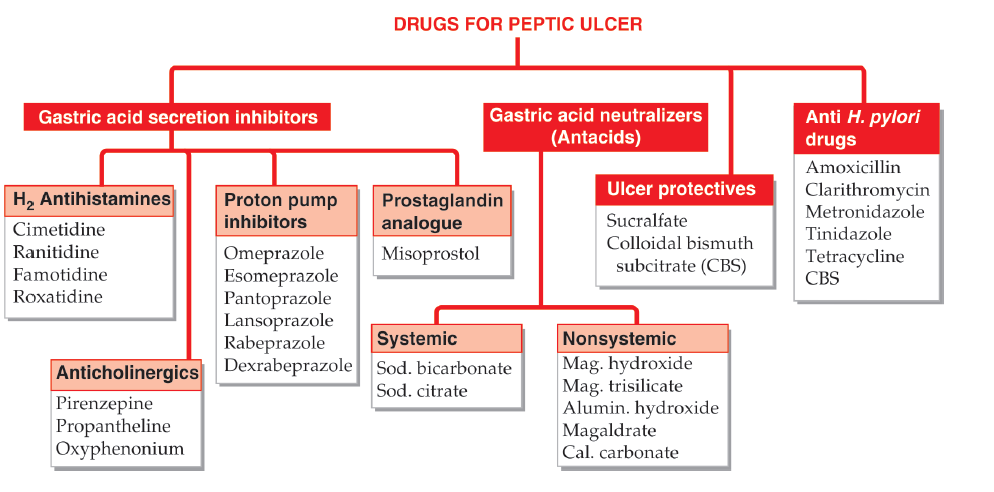 DRUGS FOR PEPTIC ULCER
Gastric acid secretion inhibitors
H2 Antihistamines
Cimetidine
Ranitidine
Famotidine
Roxatidine
Anticholinergics
Pirenzepine
Propantheline
Oxyphenonium
Proton pump
inhibitors
Omeprazole
Esomeprazole
Pantoprazole
Lansoprazole
Rabeprazole
Dexrabeprazole
Prostaglandin
analogue
Misoprostol
Gastric acid neutralizers
(Antacids)
Systemic
Sod. bicarbonate
Sod. citrate
Nonsystemic
Mag. hydroxide
Mag. trisilicate
Alumin. hydroxide
Magaldrate
Cal. carbonate
Ulcer protectives
Sucralfate
Colloidal bismuth
subcitrate (CBS)
Anti H. pylori
drugs
Amoxicillin
Clarithromycin
Metronidazole
Tinidazole
Tetracycline
CBS